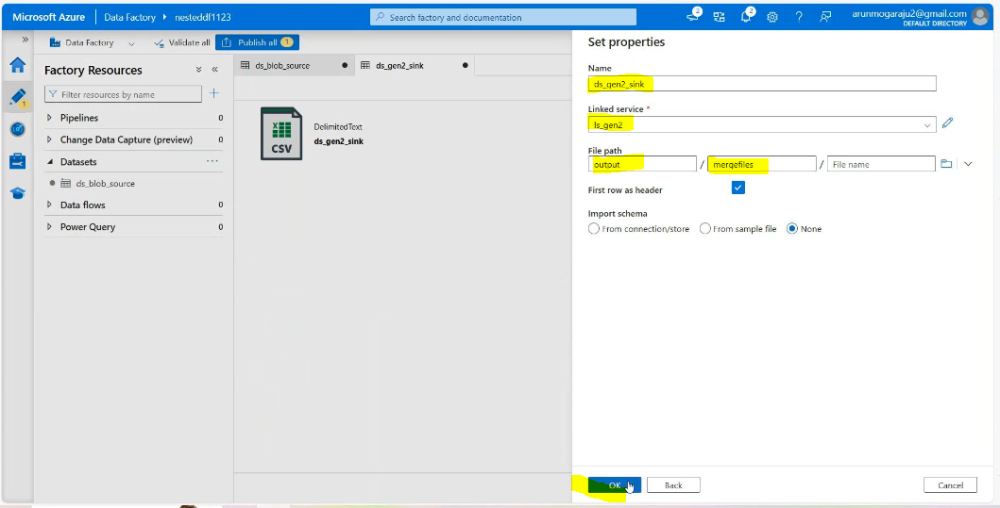 Microsoft Azure
Data Factory
nesteddf1123
Search factory and documentation
2
2
arunmogaraju2@gmail.com
DEFAULT DIRECTORY
Data Factory
Validate all
Publish all 1
Factory Resources
Filter resources by name
Pipelines 0
Change Data Capture (preview) 0
Datasets
ds_blob_source
Data flows 0
Power Query 0
1
ds_blob_source
ds_gen2_sink
CSV
DelimitedText
ds_gen2_sink
Set properties
Name
ds_gen2_sink
Linked service *
ls_gen2
File path
output / mergefiles / File name
First row as header
Import schema
From connection/store From sample file None
OK Back Cancel